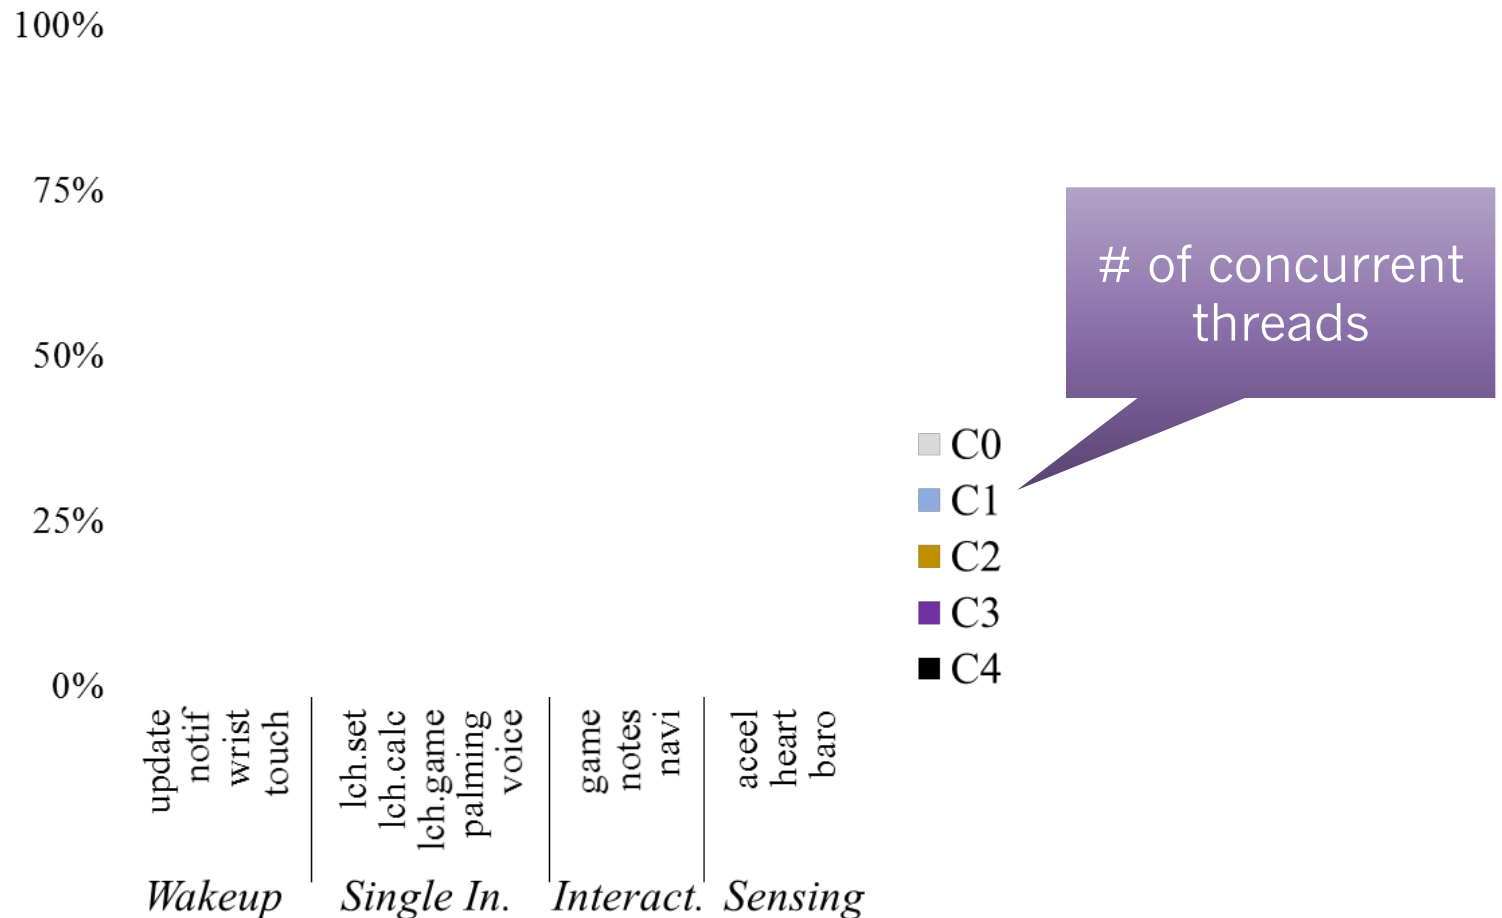 100%
75%
50%
25%
0%
# of concurrent
threads
C0
C1
C2
C3
C4
update
notif
wrist
touch
lch.set
lch.calc
lch.game
palming
voice
game
notes
navi
aceel
heart
baro
Wakeup
Single In.
Interact.
Sensing